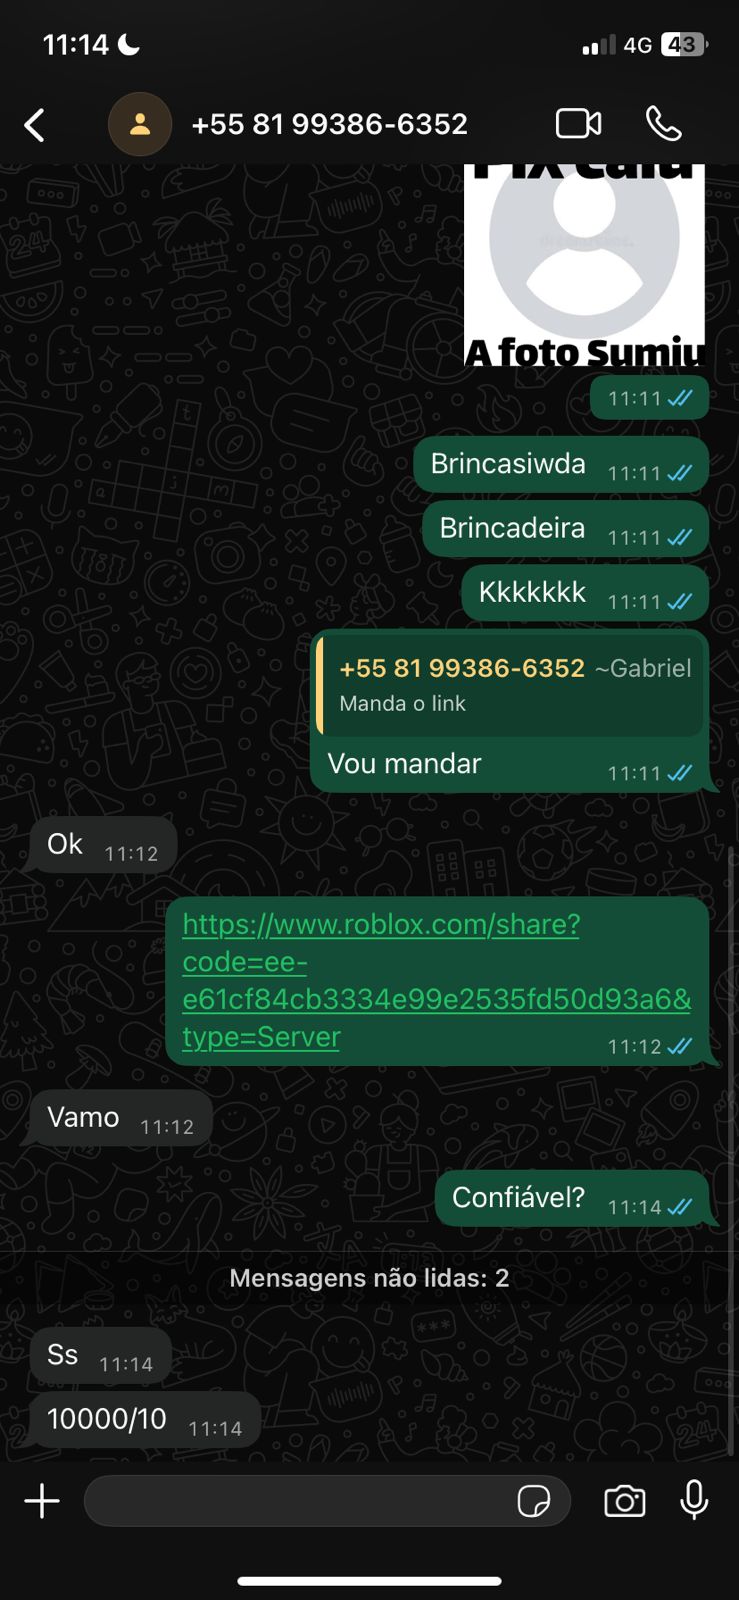 11:14
4G
43
+55 81 99386-6352
A foto Sumiu
11:11
Brincasiwda
11:11
Brincadeira
11:11
Kkkkkkk
11:11
+55 81 99386-6352 ~Gabriel
Manda o link
Vou mandar
11:11
Ok
11:12
https://www.roblox.com/share?
code=ee-
e61cf84cb3334e99e2535fd50d93a6&
type=Server
11:12
Vamo
11:12
Confiável?
11:14
Mensagens não lidas: 2
Ss
11:14
10000/10
11:14